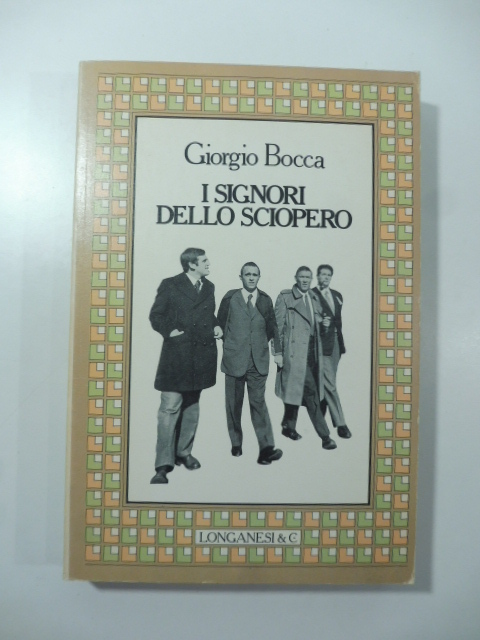 Giorgio Bocca
I SIGNORI
DELLO SCIOPERO
LONGANESI & C